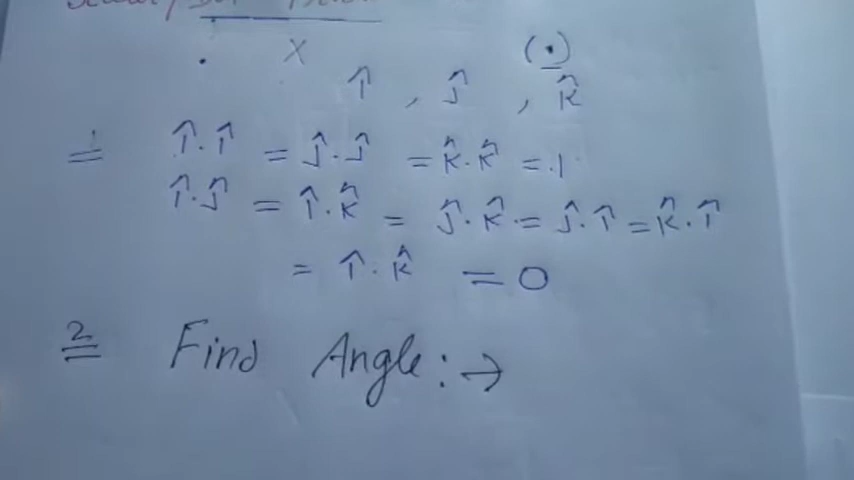 . × (·)
î , ĵ , k̂
1 î.î = ĵ.ĵ = k̂.k̂ = 1
î.ĵ = î.k̂ = ĵ.k̂ = ĵ.î = k̂.î
= î.k̂ = 0
2 Find Angle:→